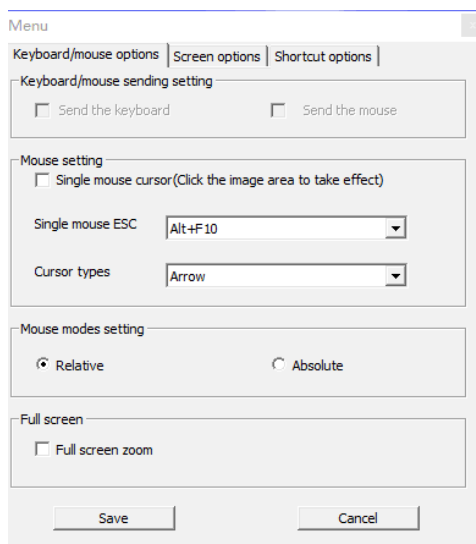 Menu
Keyboard/mouse options Screen options Shortcut options
Keyboard/mouse sending setting
Send the keyboard Send the mouse
Mouse setting
Single mouse cursor(Click the image area to take effect)
Single mouse ESC Alt+F10
Cursor types Arrow
Mouse modes setting
Relative Absolute
Full screen
Full screen zoom
Save Cancel